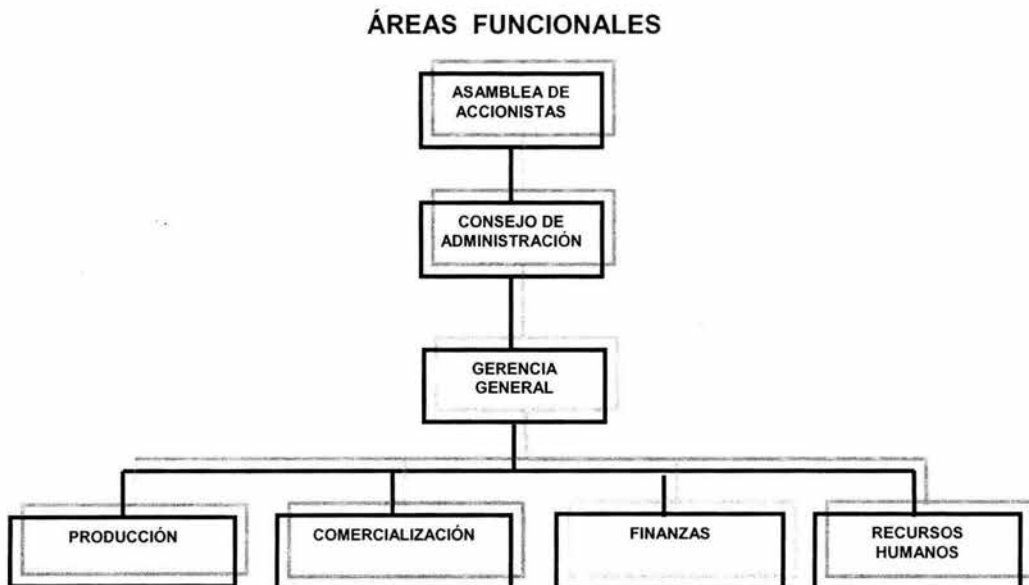 ÁREAS FUNCIONALES
ASAMBLEA DE
ACCIONISTAS
CONSEJO DE
ADMINISTRACIÓN
GERENCIA
GENERAL
PRODUCCIÓN
COMERCIALIZACIÓN
FINANZAS
RECURSOS
HUMANOS